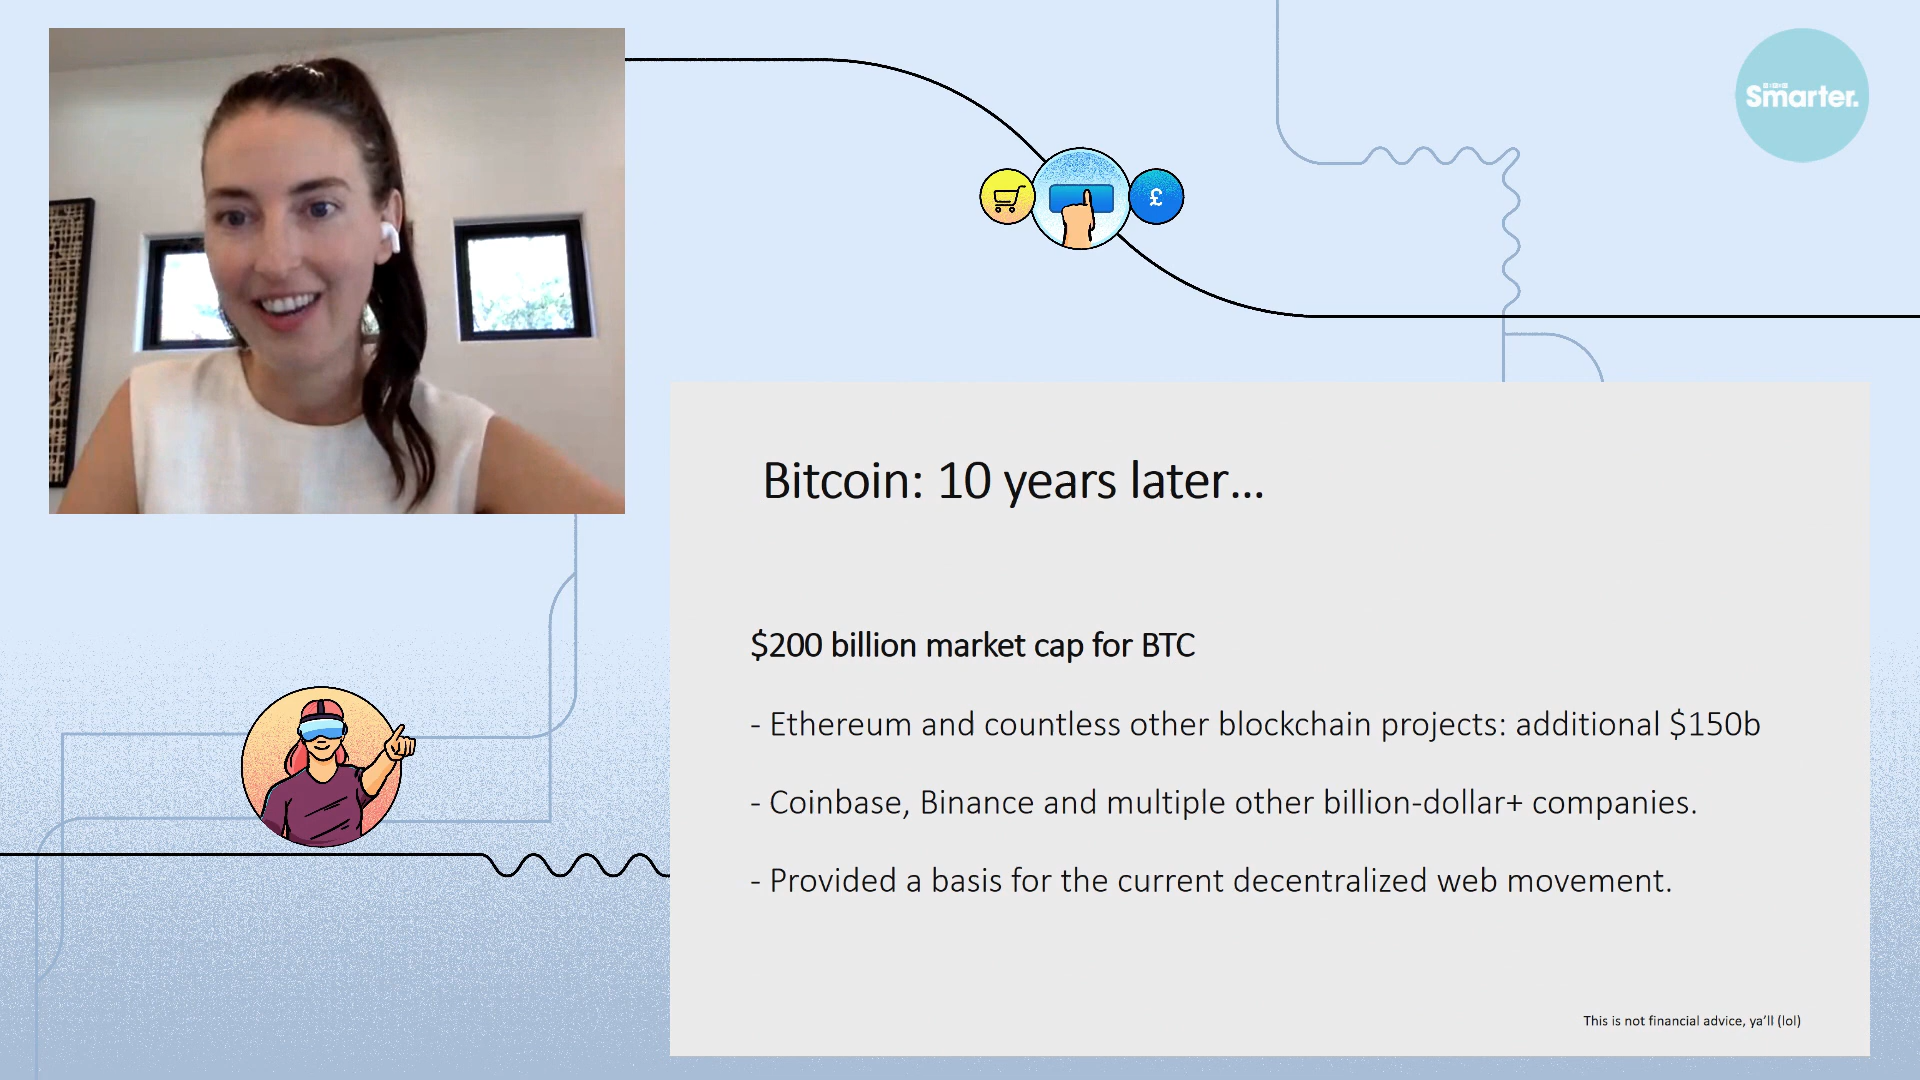 Smarter.
£
Bitcoin: 10 years later...
$200 billion market cap for BTC
- Ethereum and countless other blockchain projects: additional $150b
- Coinbase, Binance and multiple other billion-dollar+ companies.
- Provided a basis for the current decentralized web movement.
This is not financial advice, ya'll (lol)